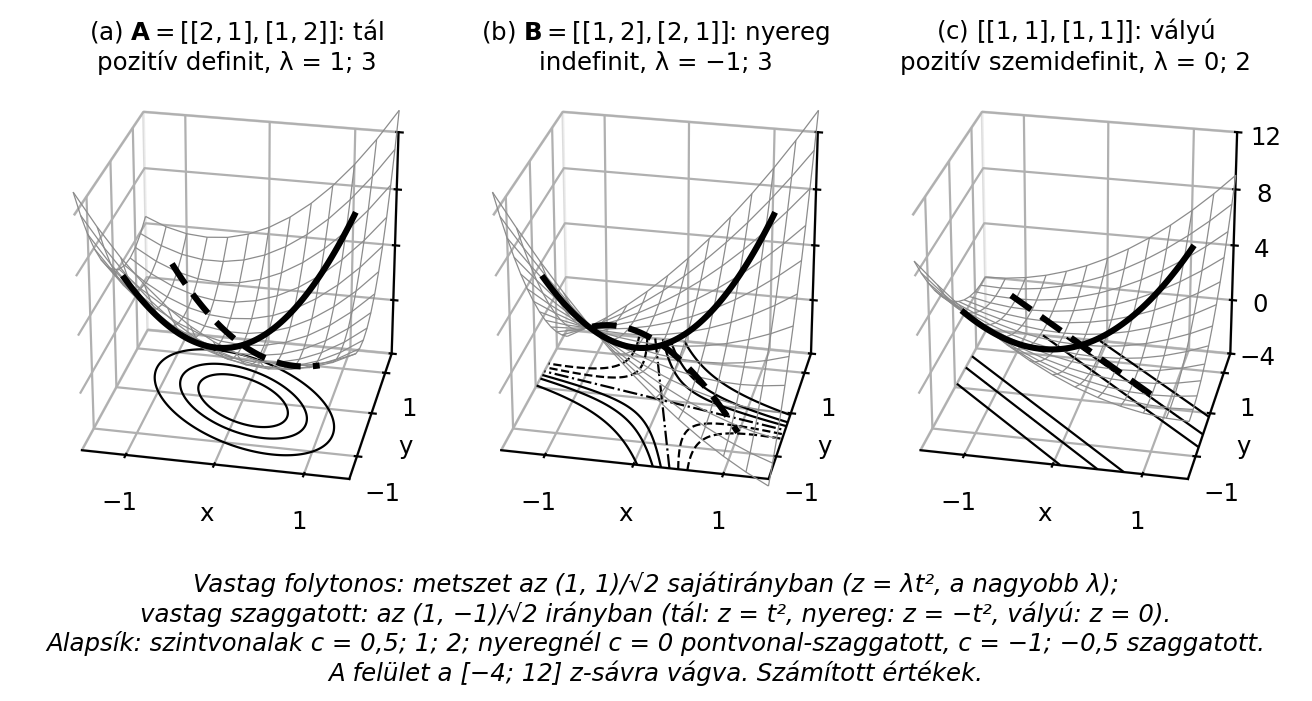 (a) A = [[2, 1], [1, 2]]: tál
pozitív definit, λ = 1; 3
(b) B = [[1, 2], [2, 1]]: nyereg
indefinit, λ = −1; 3
(c) [[1, 1], [1, 1]]: vályú
pozitív szemidefinit, λ = 0; 2
−1
x
1
−1
y
1
−1
x
1
−1
y
1
−1
x
1
−1
y
1
−4
0
4
8
12
Vastag folytonos: metszet az (1, 1)/√2 sajátirányban (z = λt², a nagyobb λ);
vastag szaggatott: az (1, −1)/√2 irányban (tál: z = t², nyereg: z = −t², vályú: z = 0).
Alapsík: szintvonalak c = 0,5; 1; 2; nyeregnél c = 0 pontvonal-szaggatott, c = −1; −0,5 szaggatott.
A felület a [−4; 12] z-sávra vágva. Számított értékek.